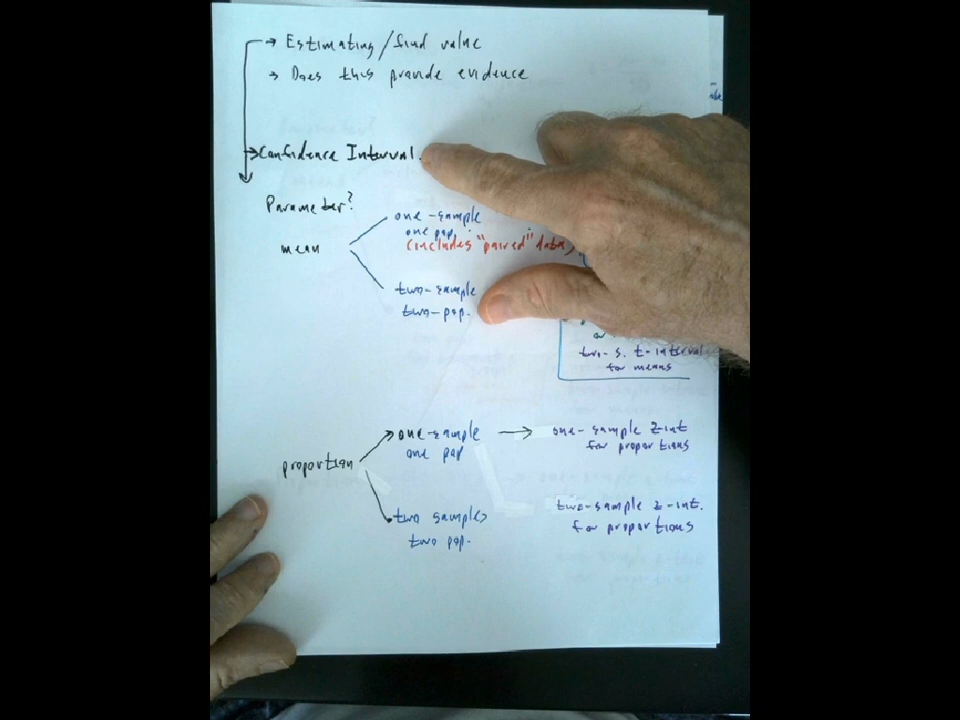 → Estimating/find value
→ Does this provide evidence
Confidence Interval
Parameter?
mean
one-sample
one pop.
(includes "paired" data)
two-sample
two-pop.
two-s. t-interval
for means
proportion
one-sample → one-sample z-int
one pop for proportions
two samples two-sample z-int.
two pop. for proportions